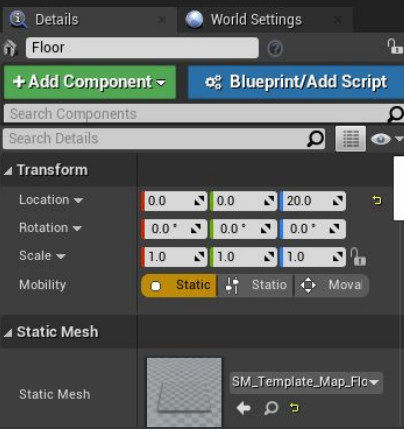 Details World Settings
Floor
+ Add Component Blueprint/Add Script
Search Components
Search Details
Transform
Location 0.0 0.0 20.0
Rotation 0.0° 0.0° 0.0°
Scale 1.0 1.0 1.0
Mobility Static Statio Moval
Static Mesh
Static Mesh SM_Template_Map_Flo